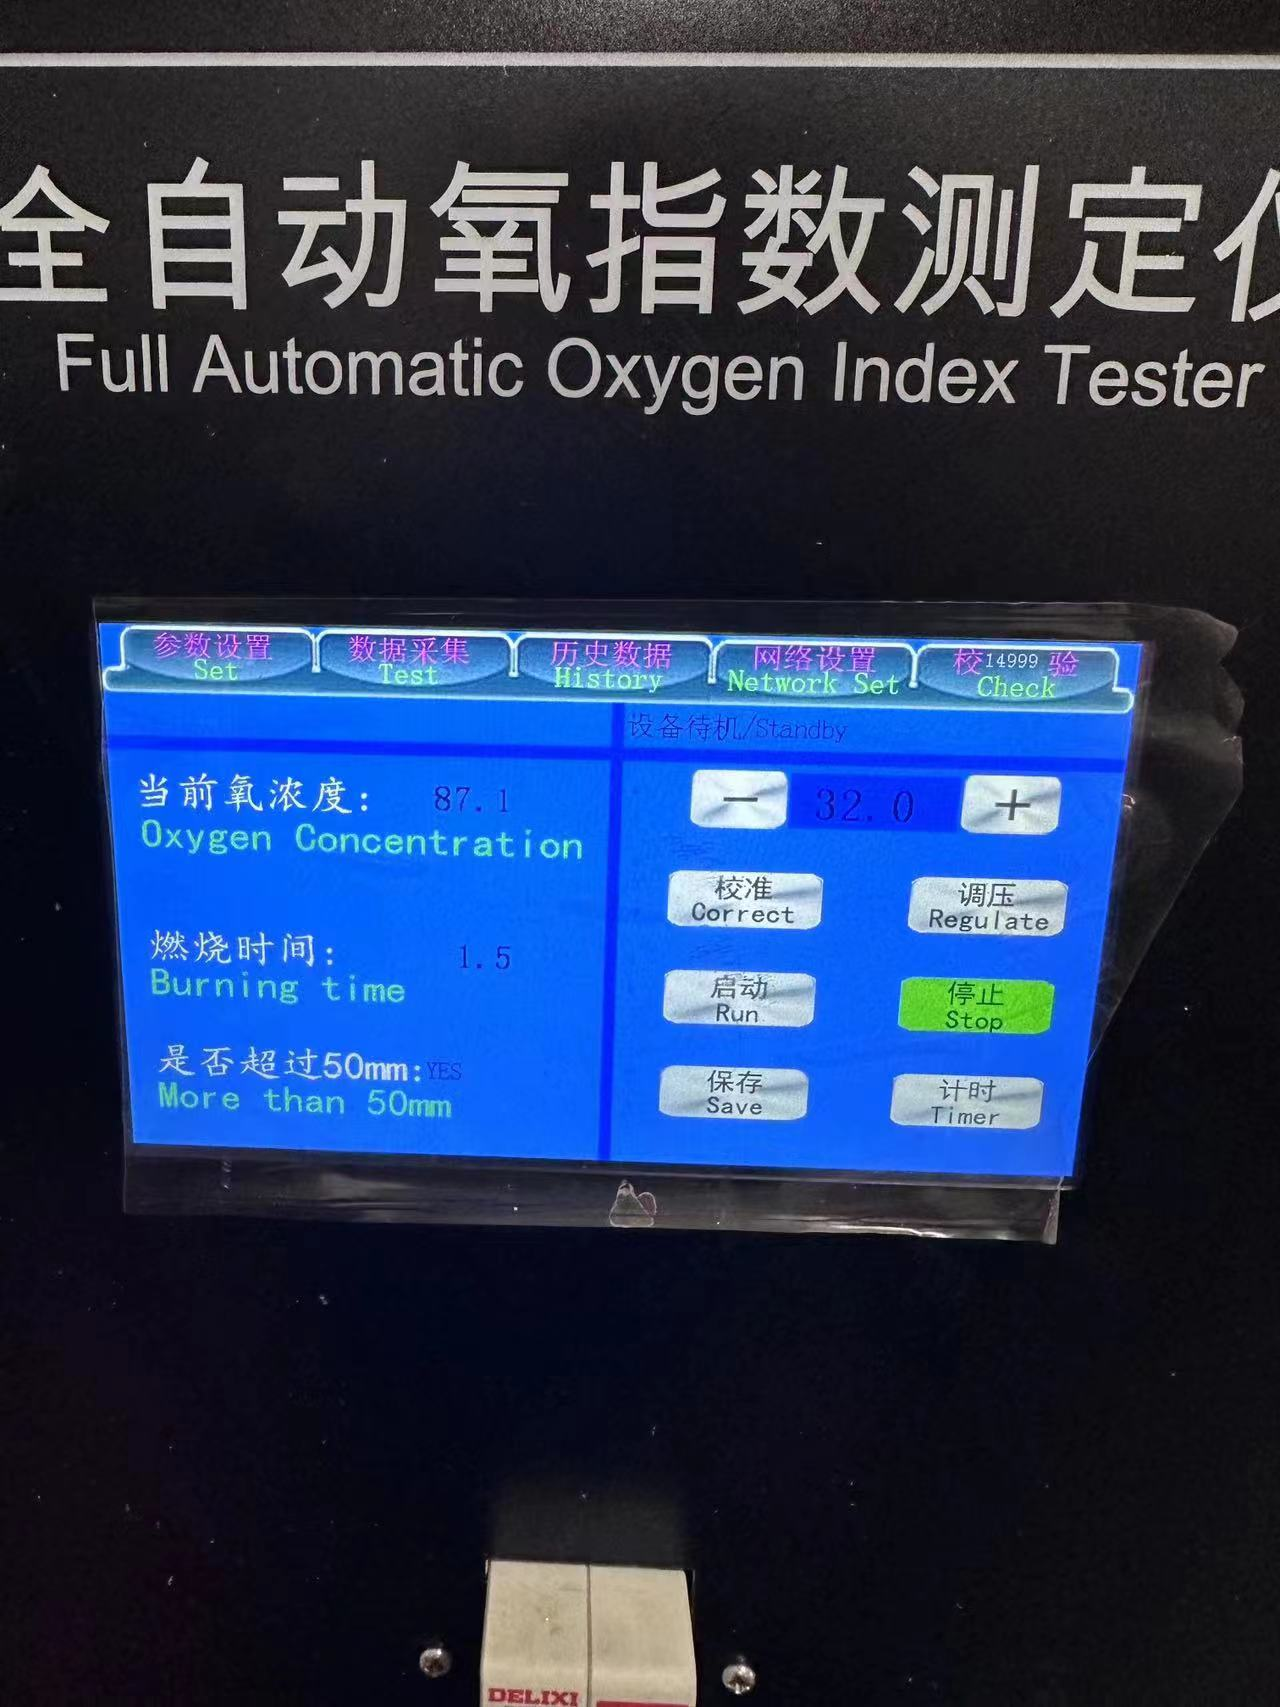 全自动氧指数测定仪
Full Automatic Oxygen Index Tester
参数设置 数据采集 历史数据 网络设置 校14999验
Set Test History Network Set Check
设备待机/Standby
当前氧浓度: 87.1
Oxygen Concentration
− 32.0 +
校准 调压
Correct Regulate
燃烧时间: 1.5
Burning time
启动 停止
Run Stop
是否超过50mm:YES
More than 50mm
保存 计时
Save Timer
DELIXI